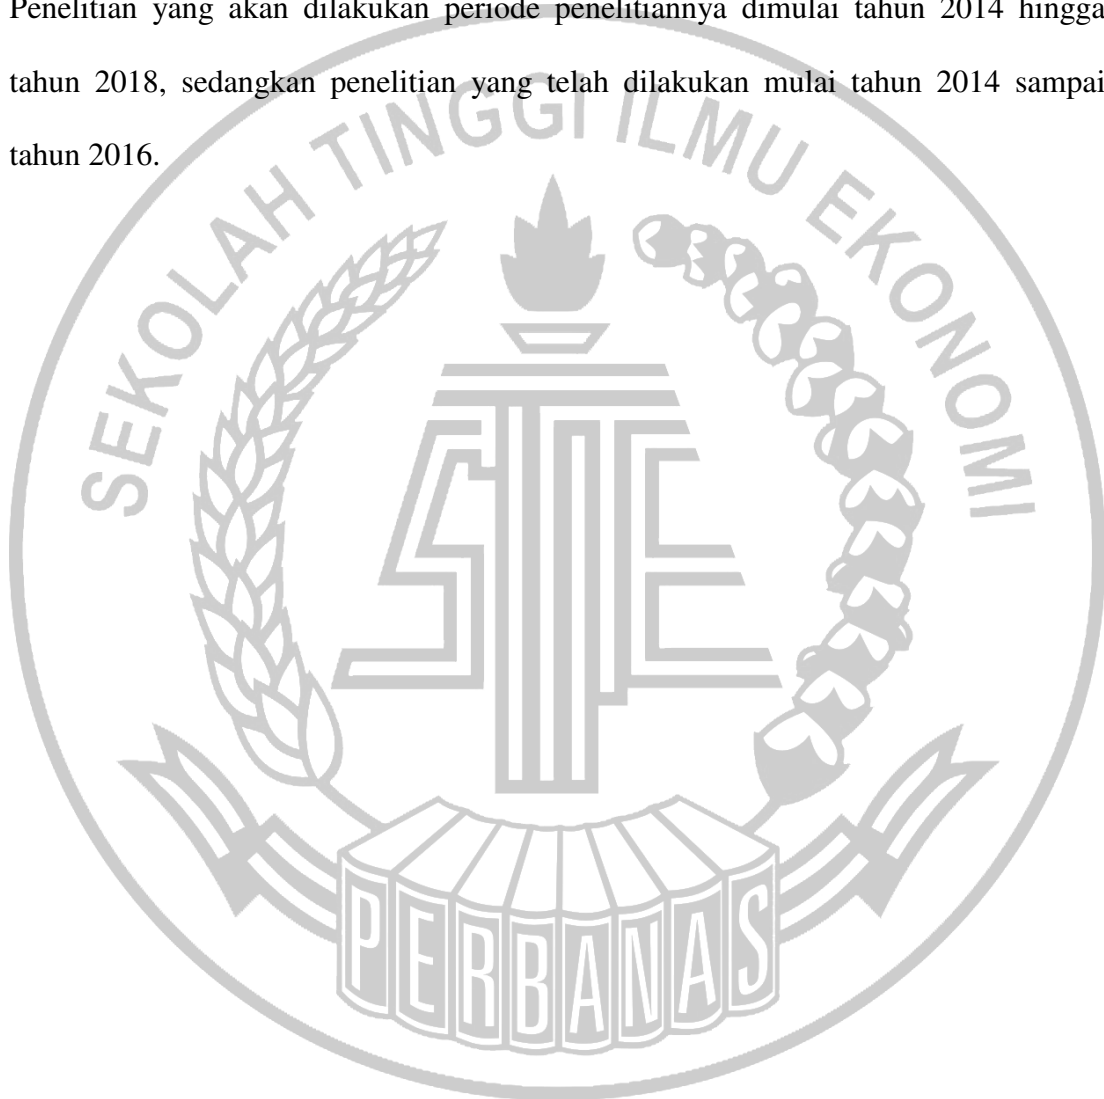 Penelitian yang akan dilakukan periode penelitiannya dimulai tahun 2014 hingga
tahun 2018, sedangkan penelitian yang telah dilakukan mulai tahun 2014 sampai
tahun 2016.
SEKOLAH TINGGI ILMU EKONOMI
STIE
PERBANAS